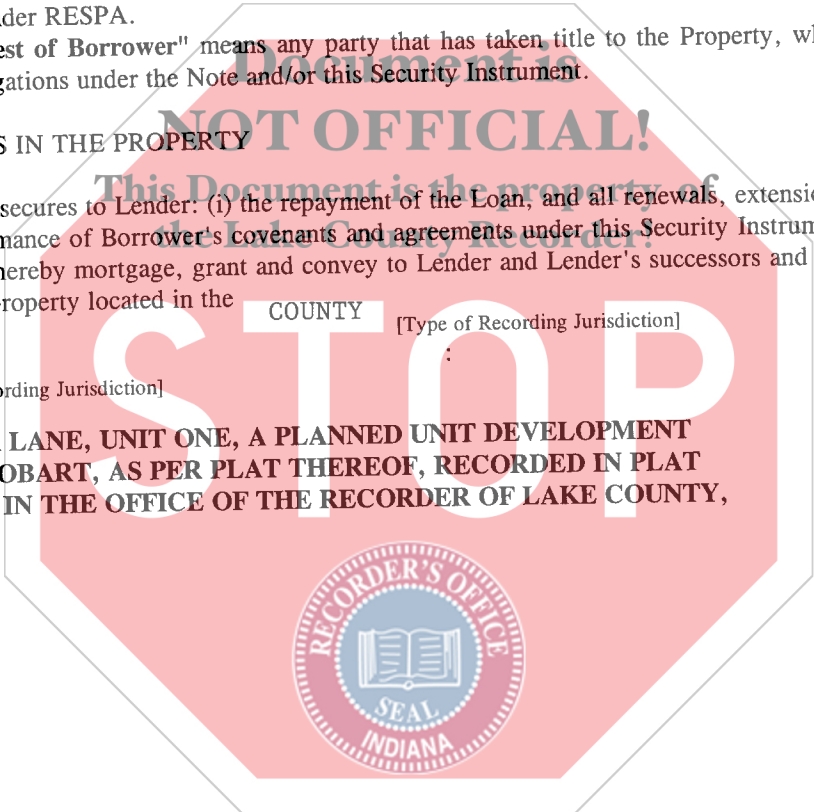 der RESPA.
est of Borrower" means any party that has taken title to the Property, wh
gations under the Note and/or this Security Instrument.
Document is
NOT OFFICIAL!
S IN THE PROPERTY
This Document is the property of
the Lake County Recorder!
secures to Lender: (i) the repayment of the Loan, and all renewals, extensio
mance of Borrower's covenants and agreements under this Security Instrum
hereby mortgage, grant and convey to Lender and Lender's successors and
property located in the COUNTY
[Type of Recording Jurisdiction]
:
ording Jurisdiction]
STOP
LANE, UNIT ONE, A PLANNED UNIT DEVELOPMENT
OBART, AS PER PLAT THEREOF, RECORDED IN PLAT
IN THE OFFICE OF THE RECORDER OF LAKE COUNTY,
RECORDER'S OFFICE
SEAL
INDIANA